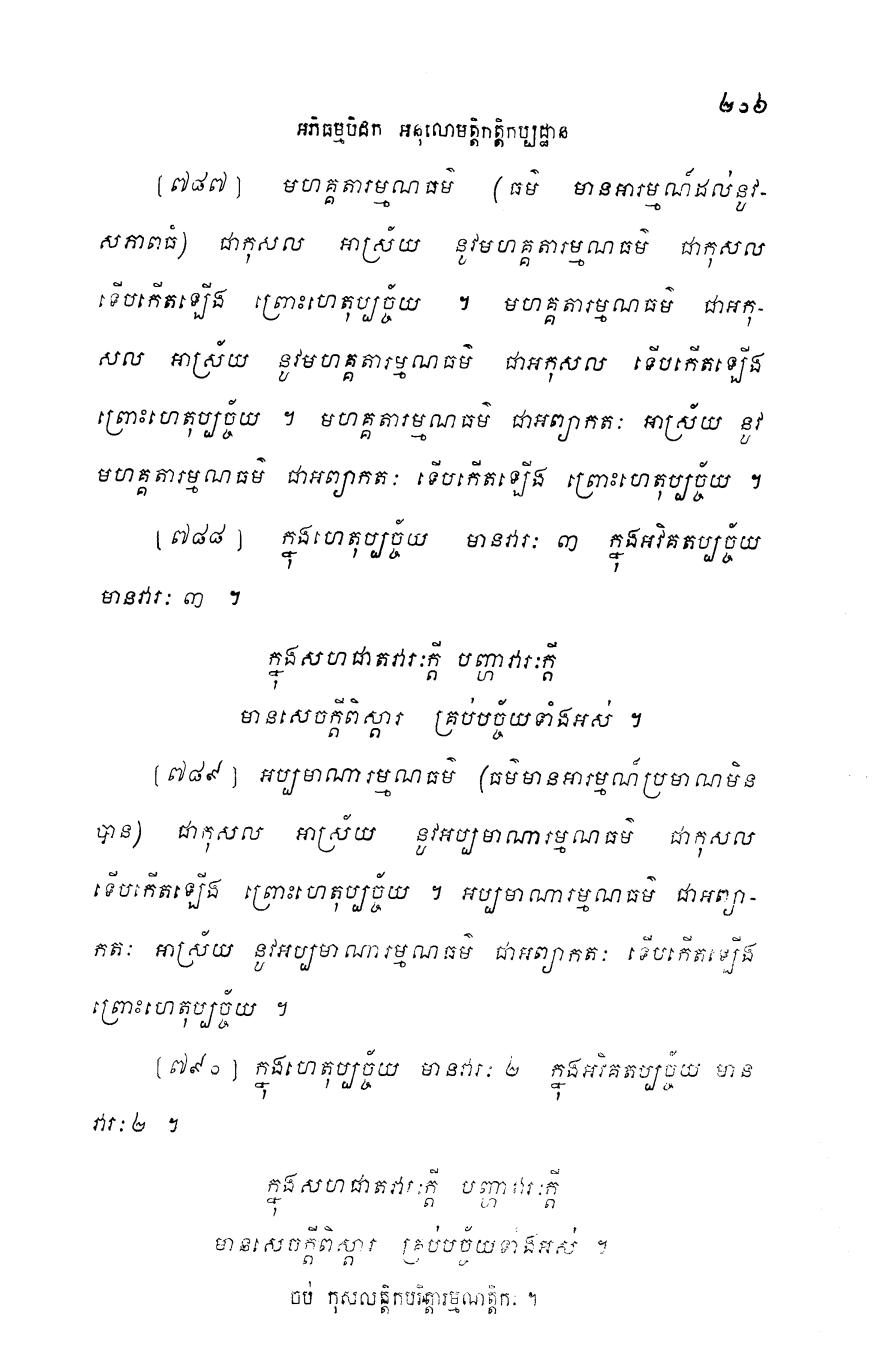 ២១៦
អភិធម្មបិដក អនុលោមត្តិកត្តិកប្បដ្ឋាន
[៧៨៧] មហគ្គតារម្មណធម៌ (ធម៌ មានអារម្មណ៍ដល់នូវ-
សភាពធំ) ជាកុសល អាស្រ័យ នូវមហគ្គតារម្មណធម៌ ជាកុសល
ទើបកើតឡើង ព្រោះហេតុប្បច្ច័យ ។ មហគ្គតារម្មណធម៌ ជាអកុ-
សល អាស្រ័យ នូវមហគ្គតារម្មណធម៌ ជាអកុសល ទើបកើតឡើង
ព្រោះហេតុប្បច្ច័យ ។ មហគ្គតារម្មណធម៌ ជាអព្យាកតៈ អាស្រ័យ នូវ
មហគ្គតារម្មណធម៌ ជាអព្យាកតៈ ទើបកើតឡើង ព្រោះហេតុប្បច្ច័យ ។
[៧៨៨] ក្នុងហេតុប្បច្ច័យ មានវារៈ ៣ ក្នុងអវិគតប្បច្ច័យ
មានវារៈ ៣ ។
ក្នុងសហជាតវារៈក្តី បញ្ហាវារៈក្តី
មានសេចក្តីពិស្តារ គ្រប់បច្ច័យទាំងអស់ ។
[៧៨៩] អប្បមាណារម្មណធម៌ (ធម៌មានអារម្មណ៍ប្រមាណមិន
បាន) ជាកុសល អាស្រ័យ នូវអប្បមាណារម្មណធម៌ ជាកុសល
ទើបកើតឡើង ព្រោះហេតុប្បច្ច័យ ។ អប្បមាណារម្មណធម៌ ជាអព្យា-
កតៈ អាស្រ័យ នូវអប្បមាណារម្មណធម៌ ជាអព្យាកតៈ ទើបកើតឡើង
ព្រោះហេតុប្បច្ច័យ ។
[៧៩០] ក្នុងហេតុប្បច្ច័យ មានវារៈ ២ ក្នុងអវិគតប្បច្ច័យ មាន
វារៈ ២ ។
ក្នុងសហជាតវារៈក្តី បញ្ហាវារៈក្តី
មានសេចក្តីពិស្តារ គ្រប់បច្ច័យទាំងអស់ ។
ចប់ កុសលត្តិកបរិត្តារម្មណត្តិកៈ ។